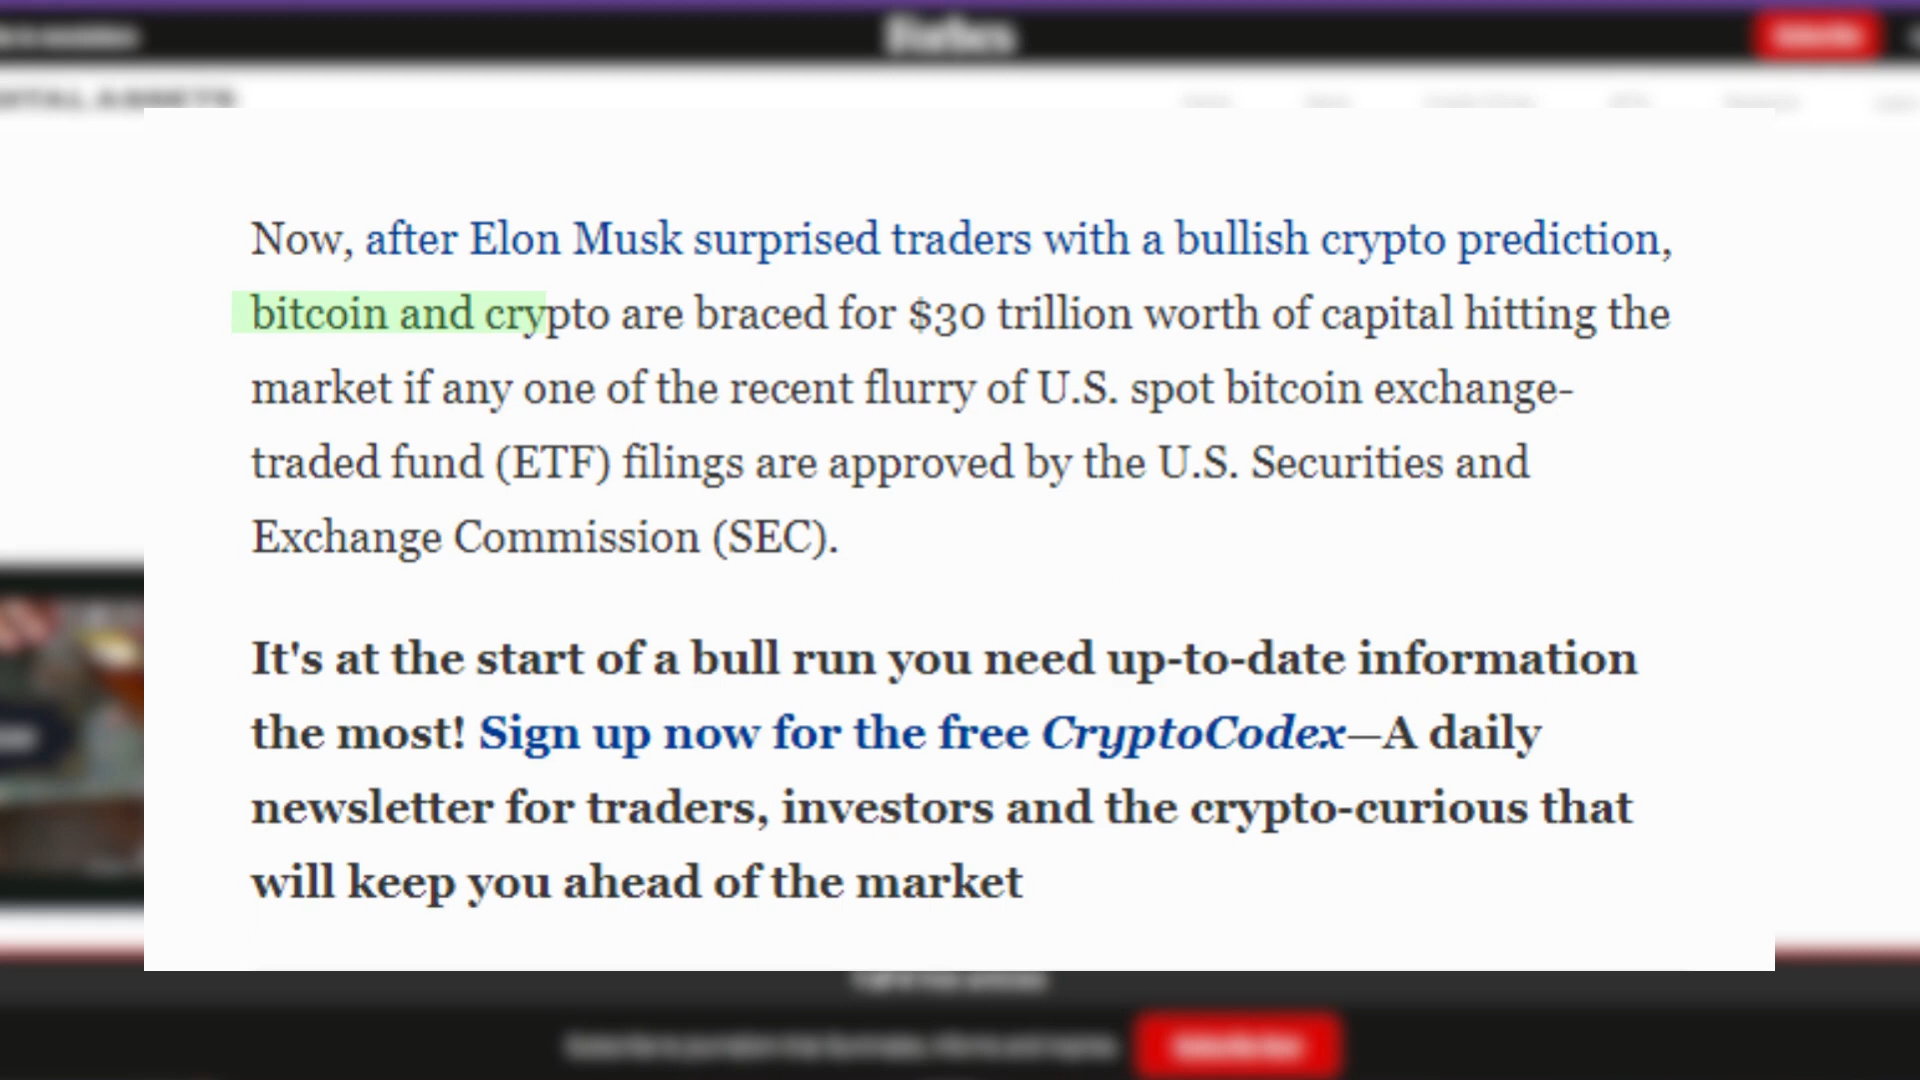 Forbes
DIGITAL ASSETS
Now, after Elon Musk surprised traders with a bullish crypto prediction,
bitcoin and crypto are braced for $30 trillion worth of capital hitting the
market if any one of the recent flurry of U.S. spot bitcoin exchange-
traded fund (ETF) filings are approved by the U.S. Securities and
Exchange Commission (SEC).
It's at the start of a bull run you need up-to-date information
the most! Sign up now for the free CryptoCodex—A daily
newsletter for traders, investors and the crypto-curious that
will keep you ahead of the market